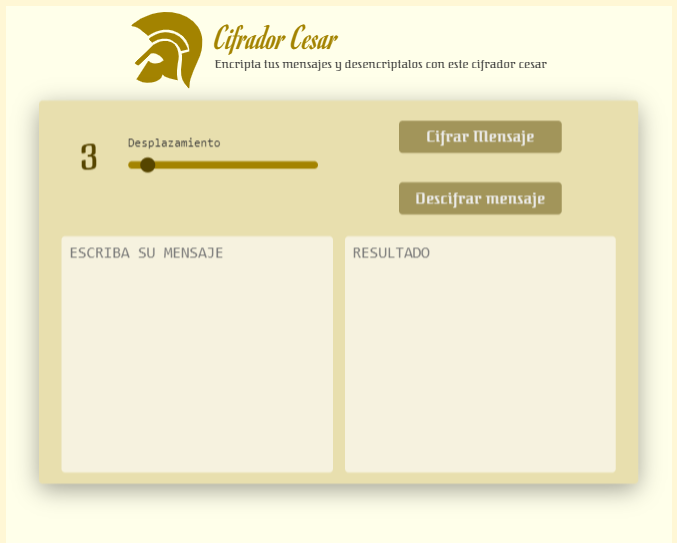 Cifrador Cesar
Encripta tus mensajes y desencriptalos con este cifrador cesar
3
Desplazamiento
Cifrar Mensaje
Descifrar mensaje
ESCRIBA SU MENSAJE
RESULTADO